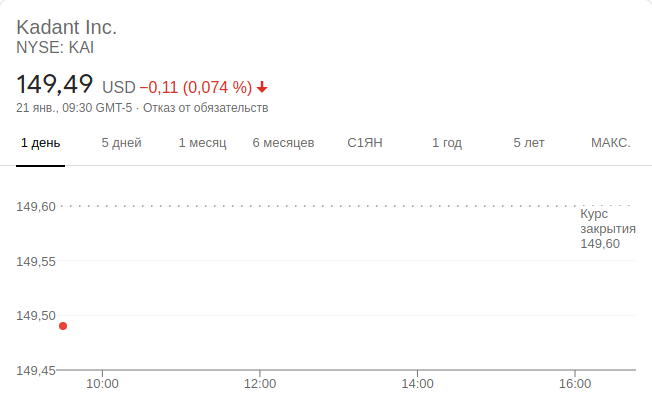 Kadant Inc.
NYSE: KAI
149,49 USD −0,11 (0,074 %)
21 янв., 09:30 GMT-5 · Отказ от обязательств
1 день 5 дней 1 месяц 6 месяцев С1ЯН 1 год 5 лет МАКС.
149,60
Курс
закрытия
149,60
149,55
149,50
149,45
10:00 12:00 14:00 16:00